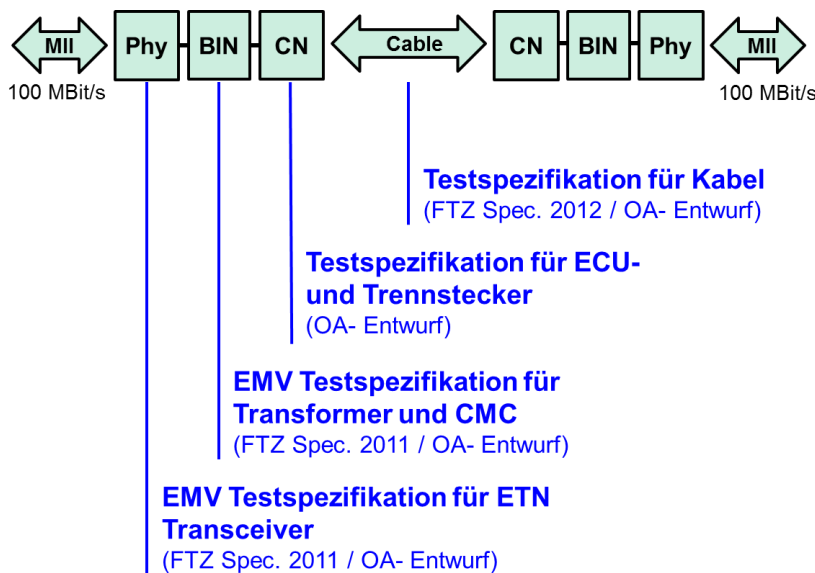 MII
Phy
BIN
CN
Cable
CN
BIN
Phy
MII
100 MBit/s
100 MBit/s
Testspezifikation für Kabel
(FTZ Spec. 2012 / OA- Entwurf)
Testspezifikation für ECU-
und Trennstecker
(OA- Entwurf)
EMV Testspezifikation für
Transformer und CMC
(FTZ Spec. 2011 / OA- Entwurf)
EMV Testspezifikation für ETN
Transceiver
(FTZ Spec. 2011 / OA- Entwurf)